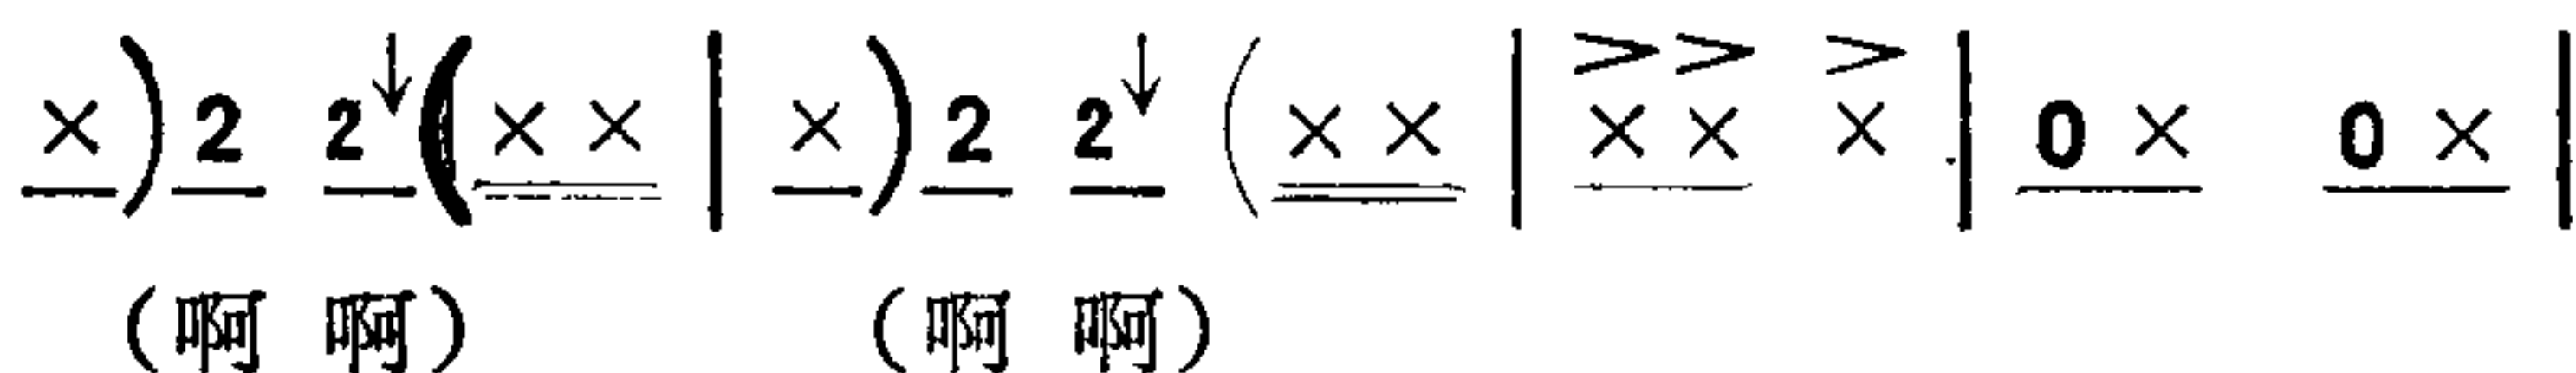 ×) 2 2↓ (× × | ×) 2 2↓ (× × | × × × | 0 × 0 × |
(啊 啊) (啊 啊)